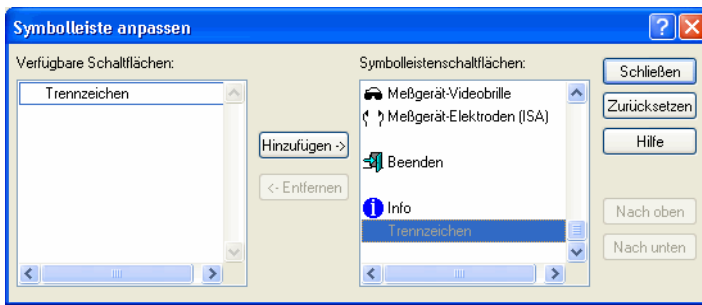 Symbolleiste anpassen
Verfügbare Schaltflächen:
Trennzeichen
Hinzufügen ->
<- Entfernen
Symbolleistenschaltflächen:
Meßgerät-Videobrille
Meßgerät-Elektroden (ISA)
Beenden
Info
Trennzeichen
Schließen
Zurücksetzen
Hilfe
Nach oben
Nach unten